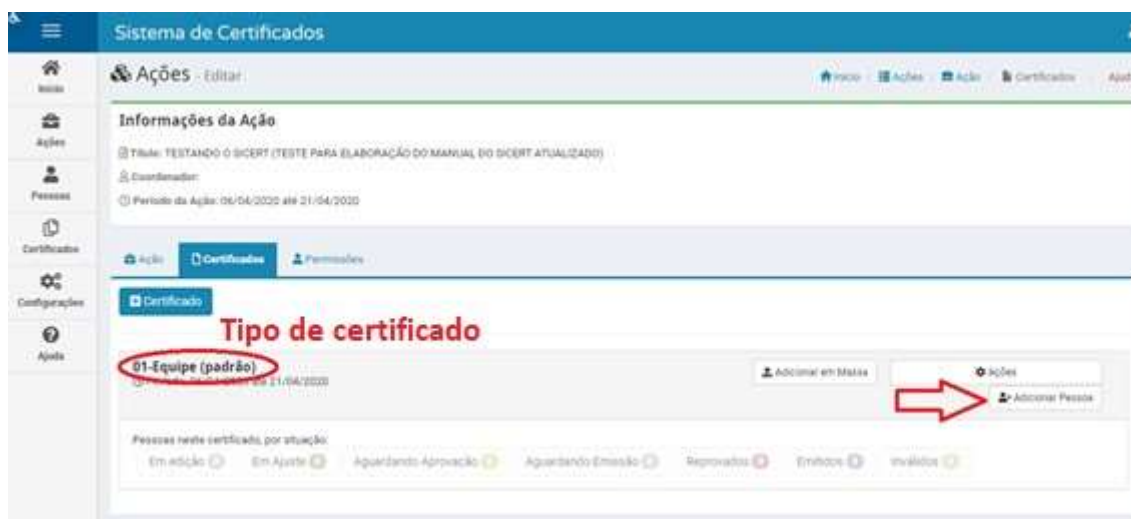 Sistema de Certificados
Início
Ações - Editar
Início Ações Ação Certificados
Ações
Informações da Ação
Título: TESTANDO O SICERT (TESTE PARA ELABORAÇÃO DO MANUAL DO SICERT ATUALIZADO)
Pessoas
Coordenador:
Período da Ação: 06/04/2020 até 21/04/2020
Certificados
Ação Certificados Permissões
Configurações
Certificado
Ajuda
Tipo de certificado
01-Equipe (padrão)
até 21/04/2020
Adicionar em Massa
Ações
Adicionar Pessoa
Pessoas neste certificado, por situação:
Em edição Em Ajuste Aguardando Aprovação Aguardando Emissão Reprovados Emitidos Inválidos